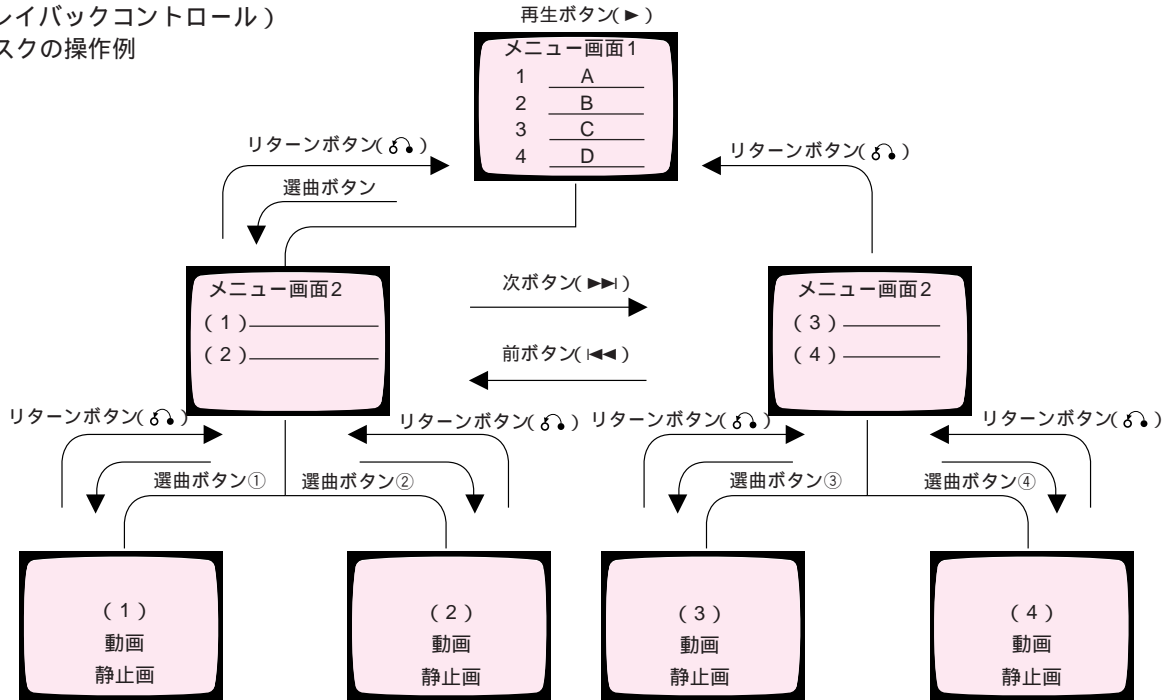 レイバックコントロール)
スクの操作例
再生ボタン(►)
メニュー画面1
1 A
2 B
3 C
4 D
リターンボタン( )
リターンボタン( )
選曲ボタン
メニュー画面2
(1)
(2)
次ボタン(►►I)
前ボタン(I◄◄)
メニュー画面2
(3)
(4)
リターンボタン( )
リターンボタン( )
リターンボタン( )
リターンボタン( )
選曲ボタン①
選曲ボタン②
選曲ボタン③
選曲ボタン④
(1)
動画
静止画
(2)
動画
静止画
(3)
動画
静止画
(4)
動画
静止画